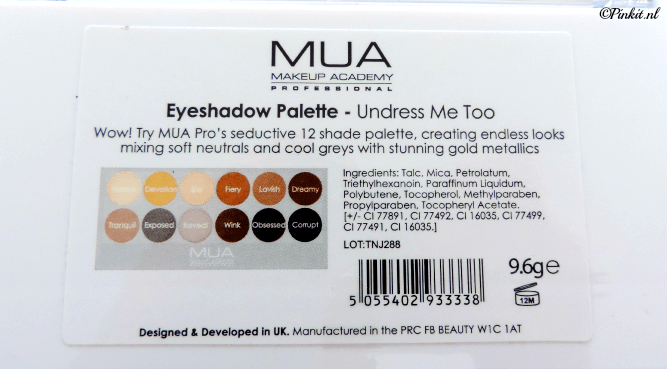 ©Pinkit.nl
MUA
MAKEUP ACADEMY
PROFESSIONAL
Eyeshadow Palette - Undress Me Too
Wow! Try MUA Pro's seductive 12 shade palette, creating endless looks
mixing soft neutrals and cool greys with stunning gold metallics
Devotion Fiery Lavish Dreamy
Tranquil Exposed Reveal Wink Obsessed Corrupt
MUA
Ingredients: Talc, Mica, Petrolatum,
Triethylhexanoin, Paraffinum Liquidum,
Polybutene, Tocopherol, Methylparaben,
Propylparaben, Tocopheryl Acetate.
[+/- CI 77891, CI 77492, CI 16035, CI 77499,
CI 77491, CI 16035.]
LOT:TNJ288
5 055402 933338
9.6g℮
12M
Designed & Developed in UK. Manufactured in the PRC FB BEAUTY W1C 1AT